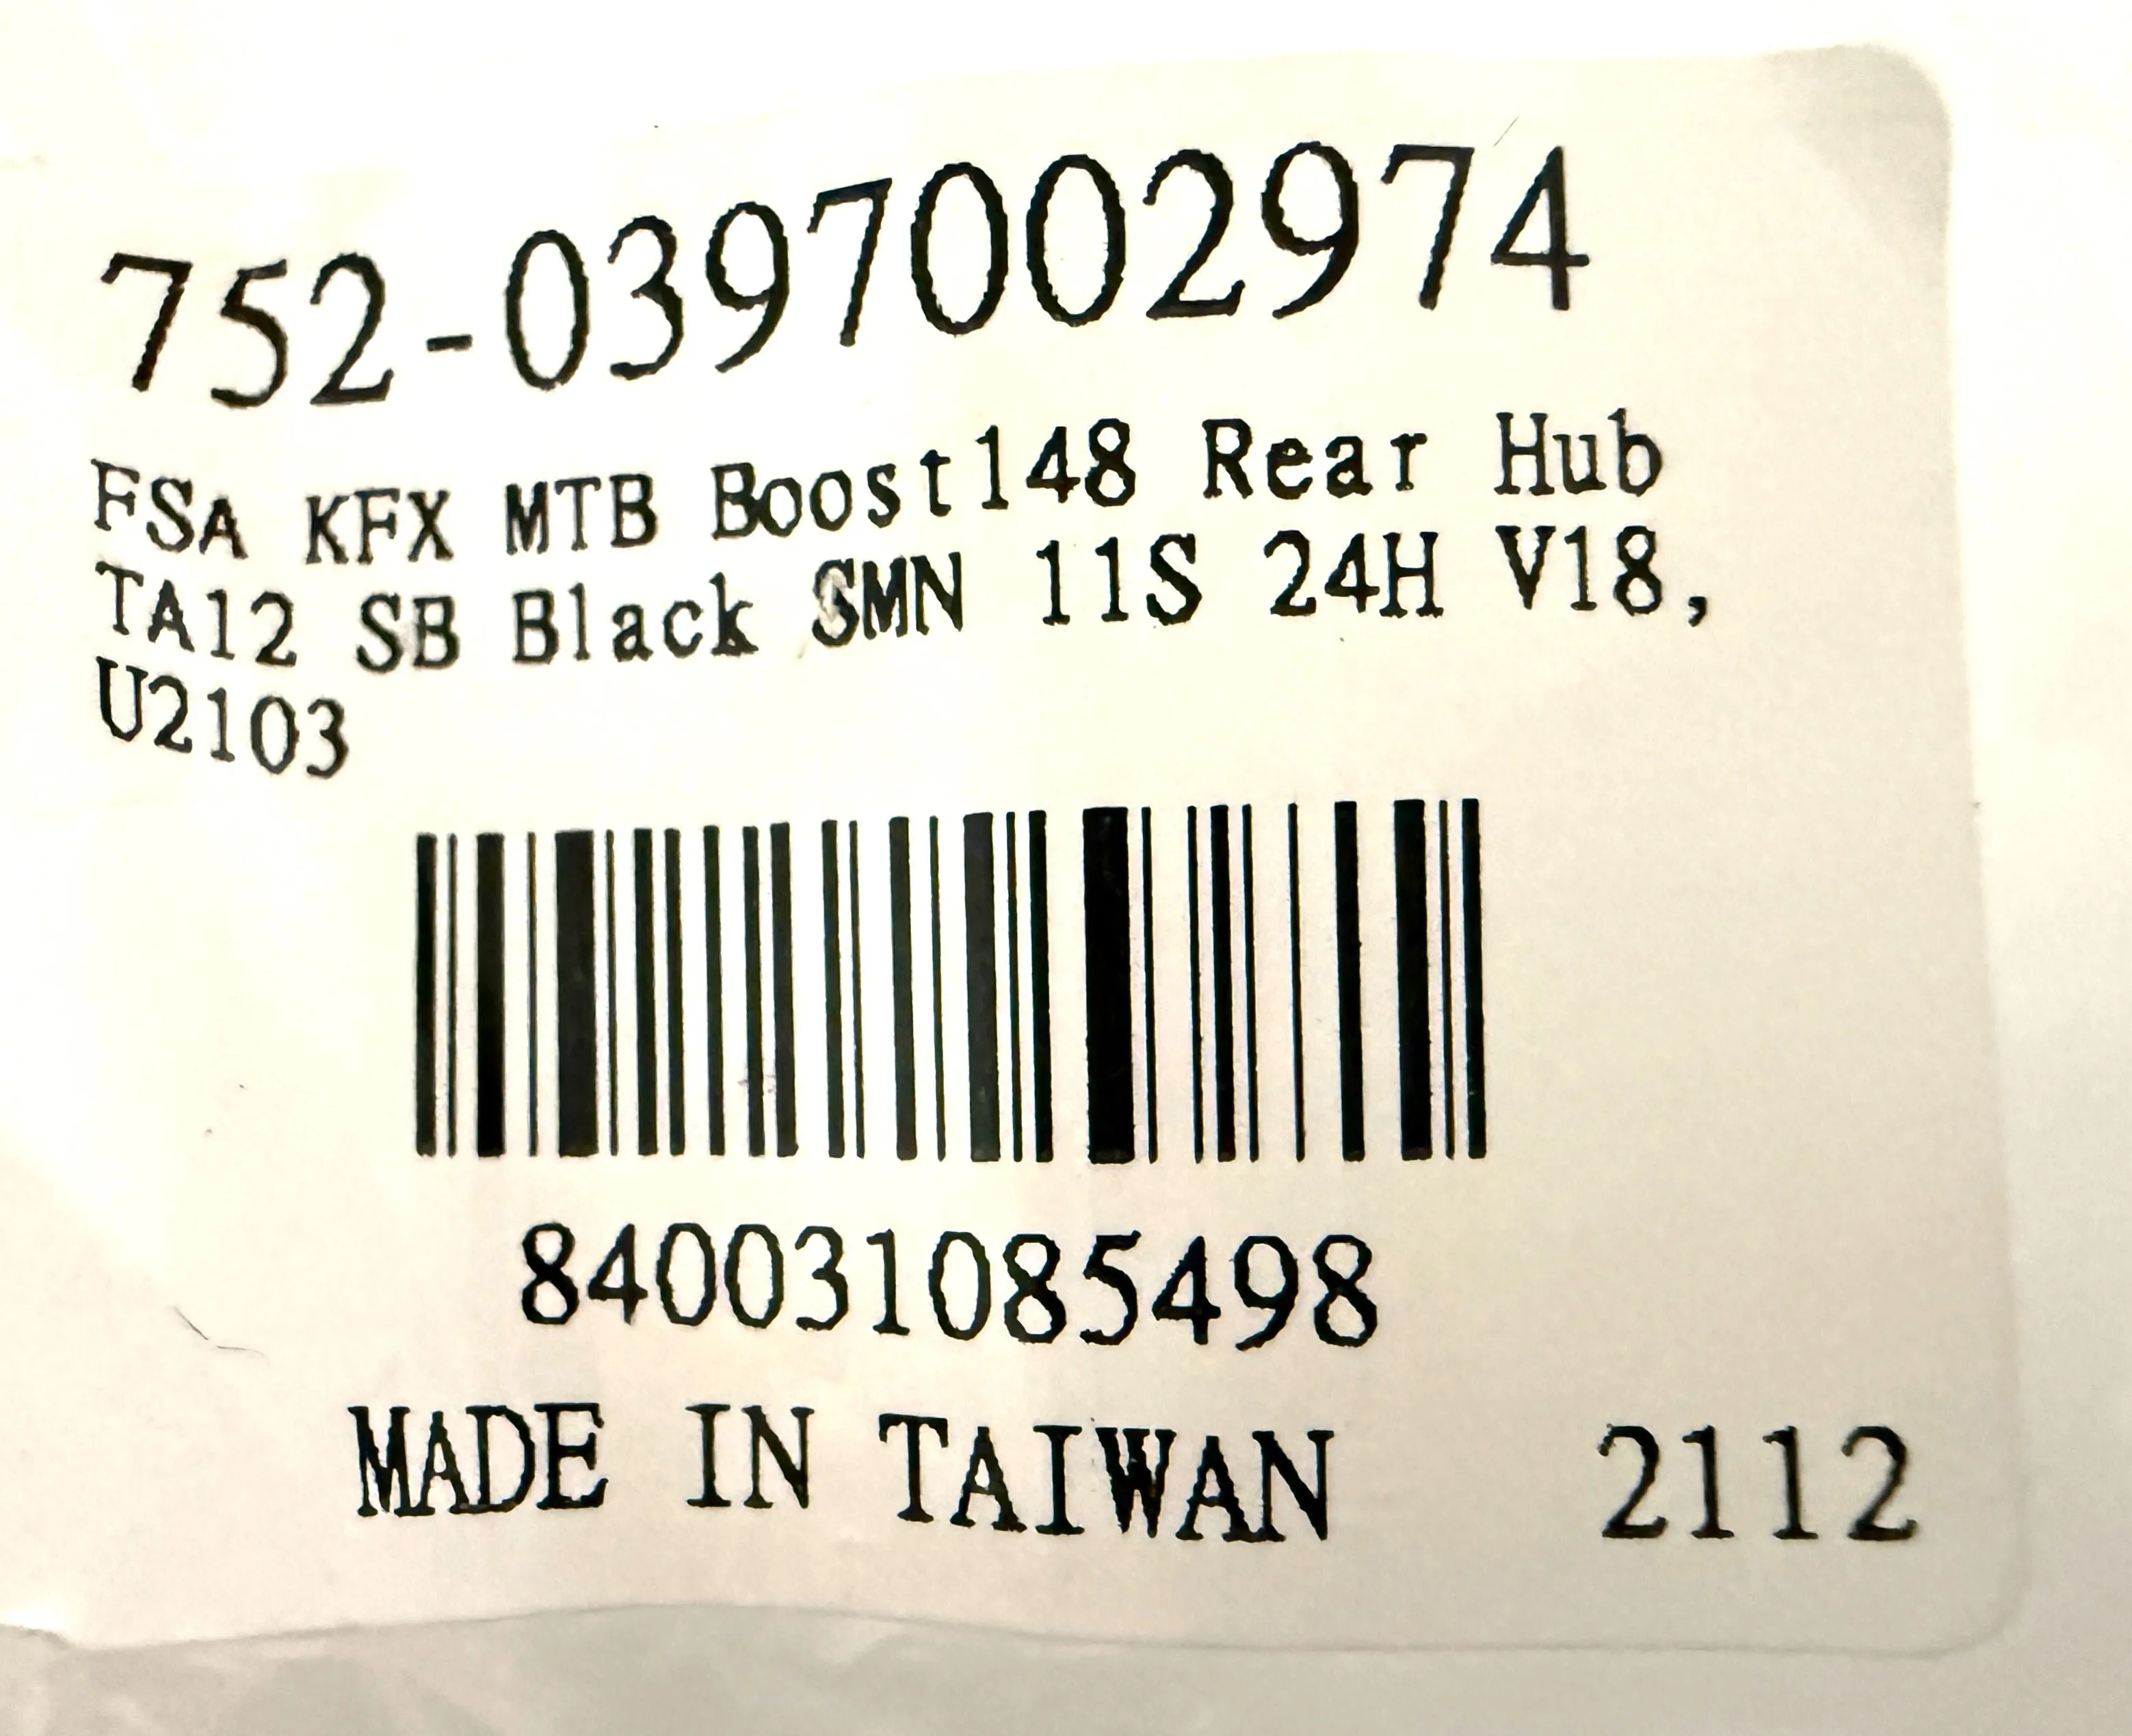 752-0397002974
FSA KFX MTB Boost148 Rear Hub
TA12 SB Black SMN 11S 24H V18,
U2103
840031085498
MADE IN TAIWAN 2112